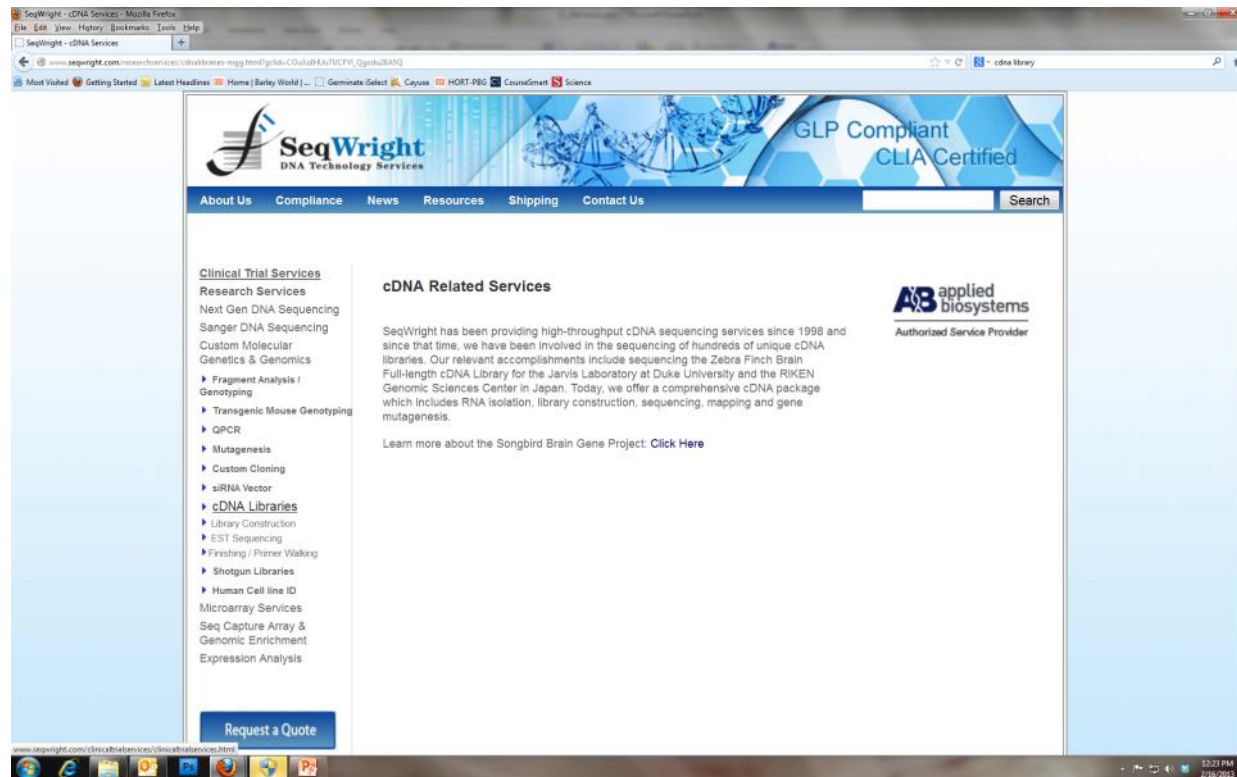 SeqWright - cDNA Services - Mozilla Firefox
File Edit View History Bookmarks Tools Help
SeqWright - cDNA Services
www.seqwright.com/researchservices/
cdna library
Most Visited Getting Started Latest Headlines Home | Barley World | ... Germinate iSelect Cayuse HORT-PBG CourseSmart Science
SeqWright
DNA Technology Services
GLP Compliant
CLIA Certified
About Us Compliance News Resources Shipping Contact Us Search
Clinical Trial Services
Research Services
Next Gen DNA Sequencing
Sanger DNA Sequencing
Custom Molecular
Genetics & Genomics
Fragment Analysis /
Genotyping
Transgenic Mouse Genotyping
QPCR
Mutagenesis
Custom Cloning
siRNA Vector
cDNA Libraries
Library Construction
EST Sequencing
Finishing / Primer Walking
Shotgun Libraries
Human Cell line ID
Microarray Services
Seq Capture Array &
Genomic Enrichment
Expression Analysis
Request a Quote
cDNA Related Services
SeqWright has been providing high-throughput cDNA sequencing services since 1998 and
since that time, we have been involved in the sequencing of hundreds of unique cDNA
libraries. Our relevant accomplishments include sequencing the Zebra Finch Brain
Full-length cDNA Library for the Jarvis Laboratory at Duke University and the RIKEN
Genomic Sciences Center in Japan. Today, we offer a comprehensive cDNA package
which includes RNA isolation, library construction, sequencing, mapping and gene
mutagenesis.
Learn more about the Songbird Brain Gene Project: Click Here
AB applied
biosystems
Authorized Service Provider
www.seqwright.com/clinicaltrialservices/clinicaltrialservices.html
12:23 PM
2/16/2013